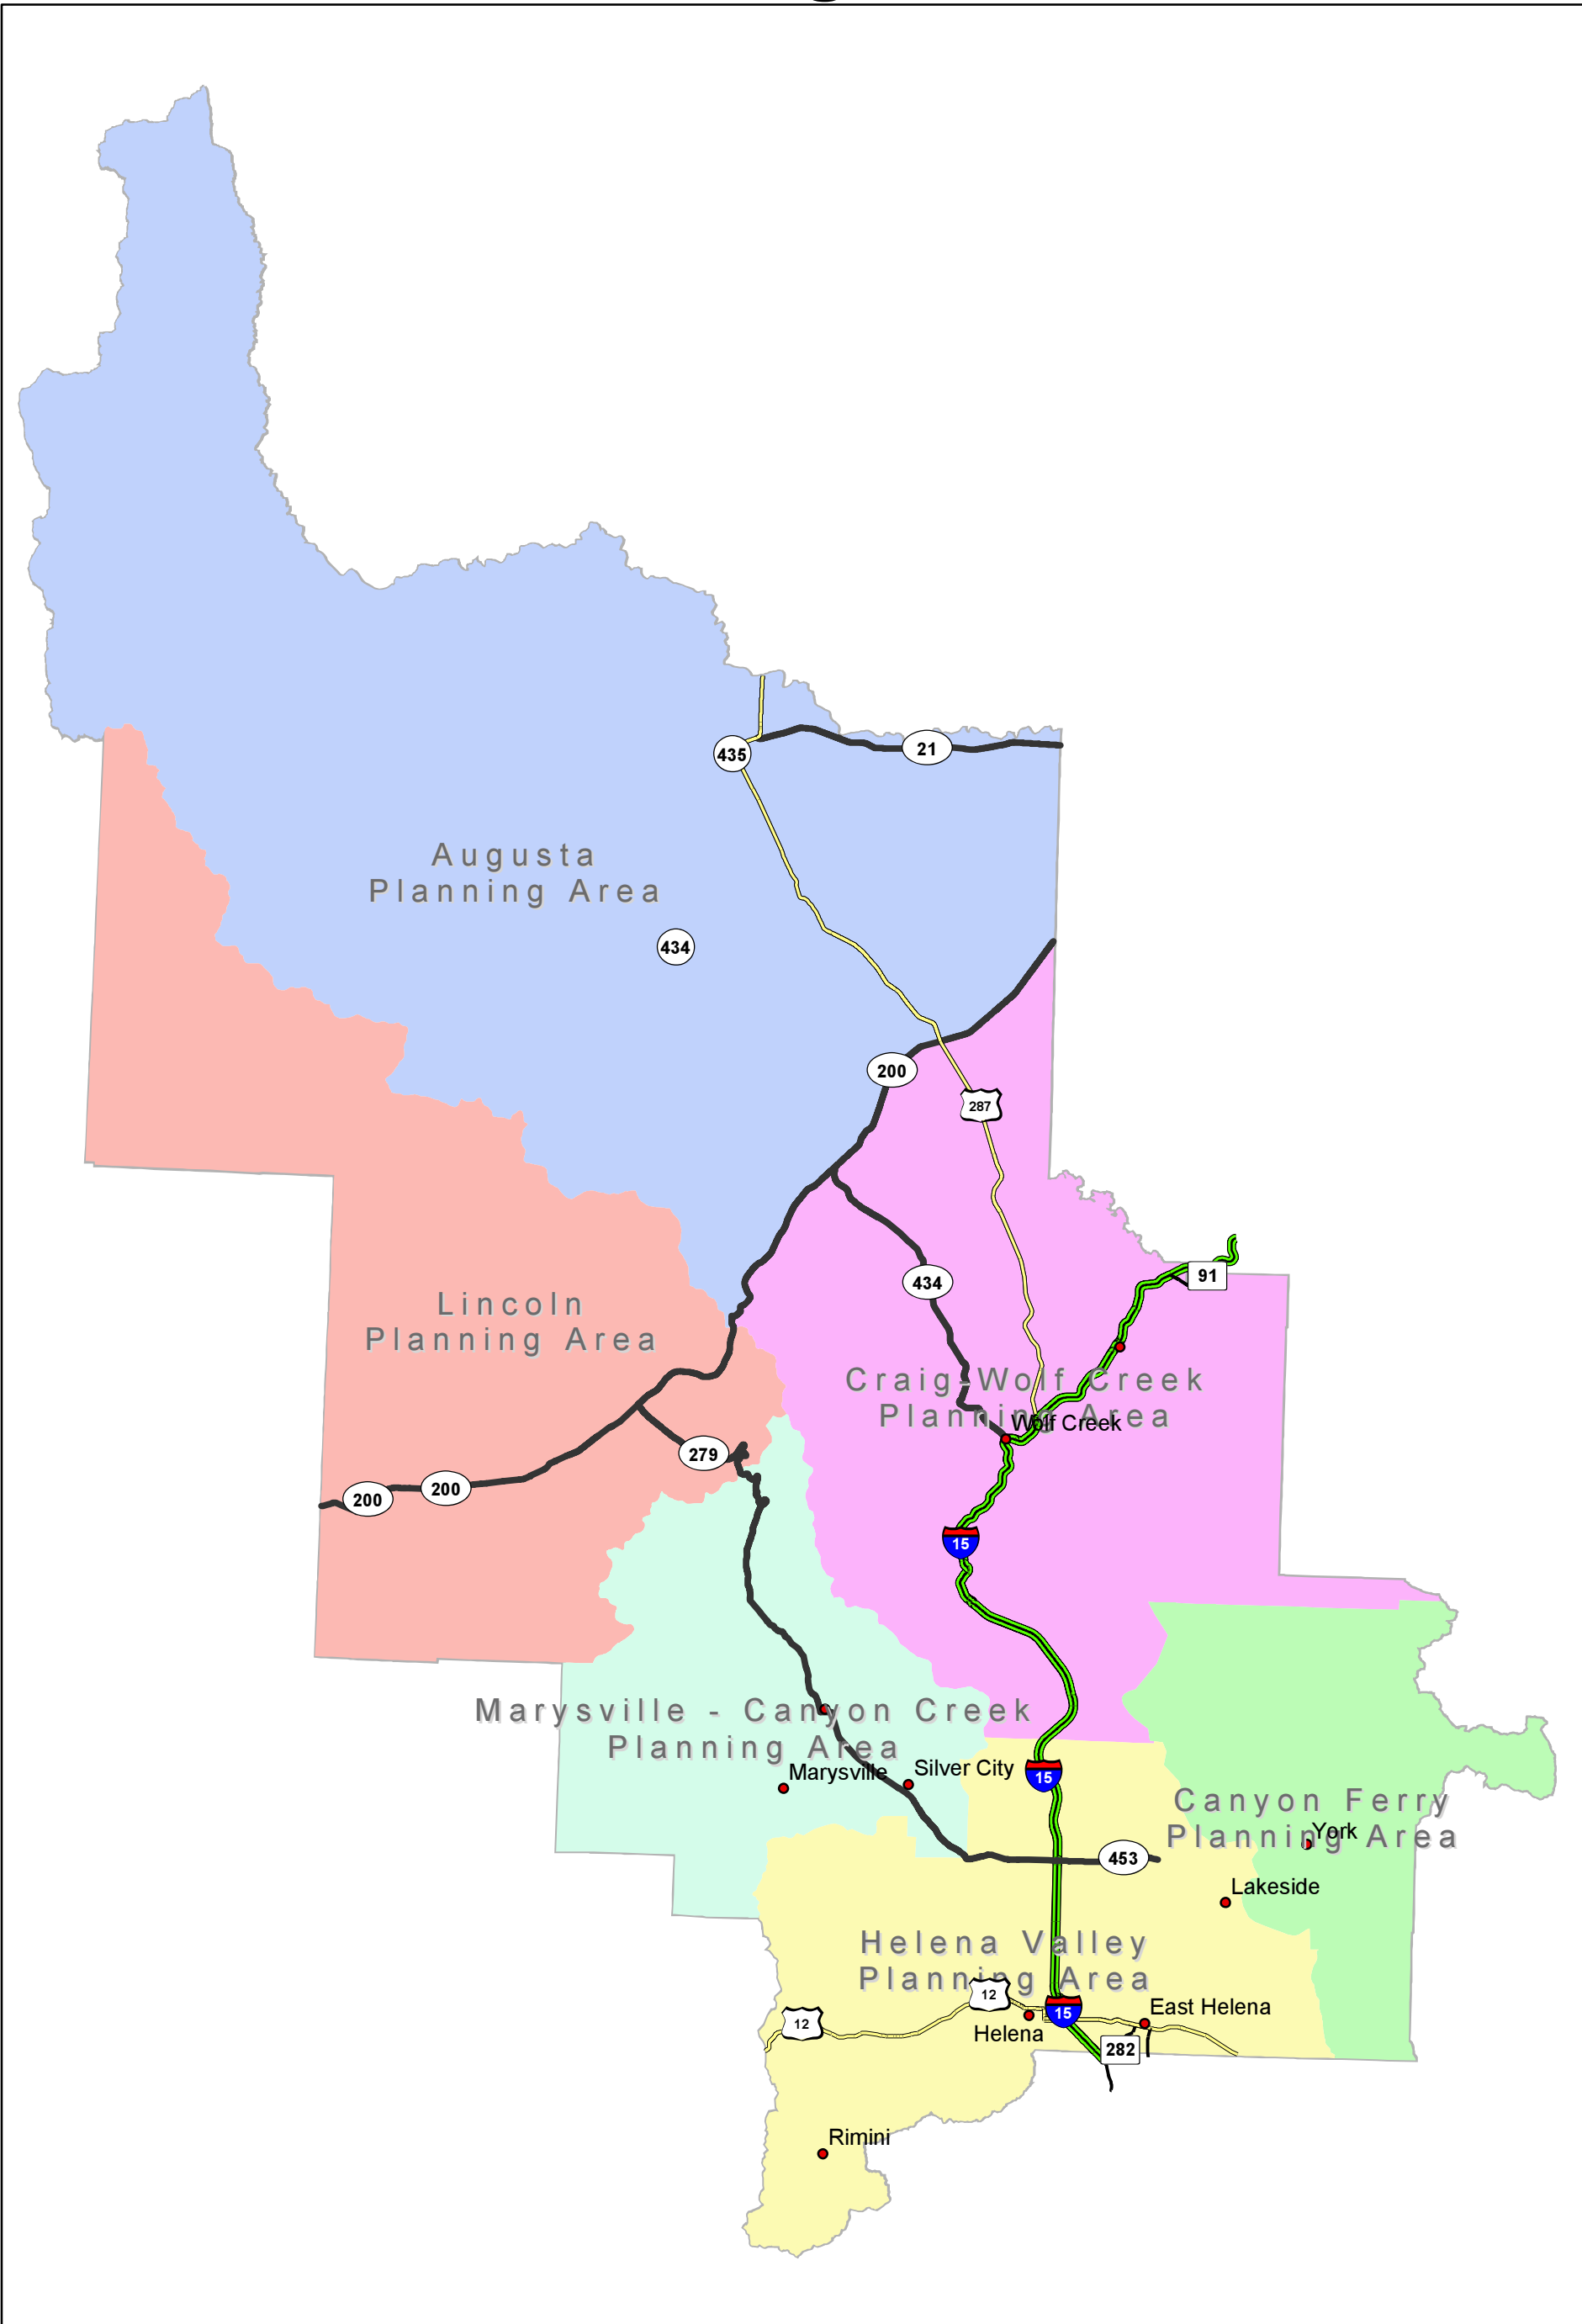 435
21
Augusta
Planning Area
434
200
287
91
434
Lincoln
Planning Area
Craig-Wolf Creek
Planning Area
Wolf Creek
279
200
200
15
Marysville - Canyon Creek
Planning Area
Marysville
Silver City
15
Canyon Ferry
Planning Area
York
453
Lakeside
Helena Valley
Planning Area
12
12
15
East Helena
Helena
282
Rimini